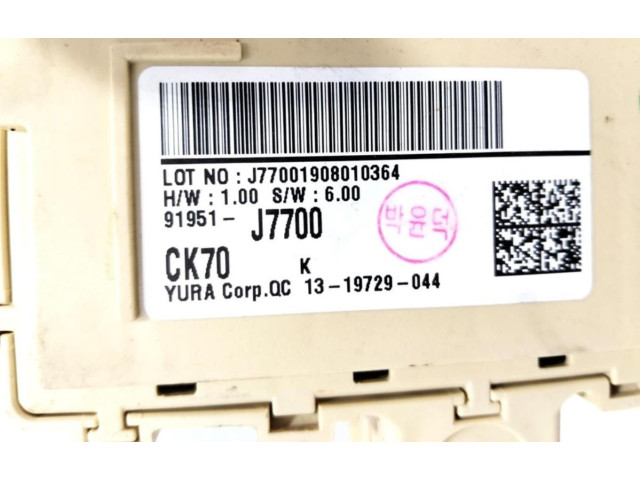 LOT NO : J77001908010364
H/W : 1.00 S/W : 6.00
91951- J7700
박윤덕
CK70 K
YURA Corp.QC 13-19729-044